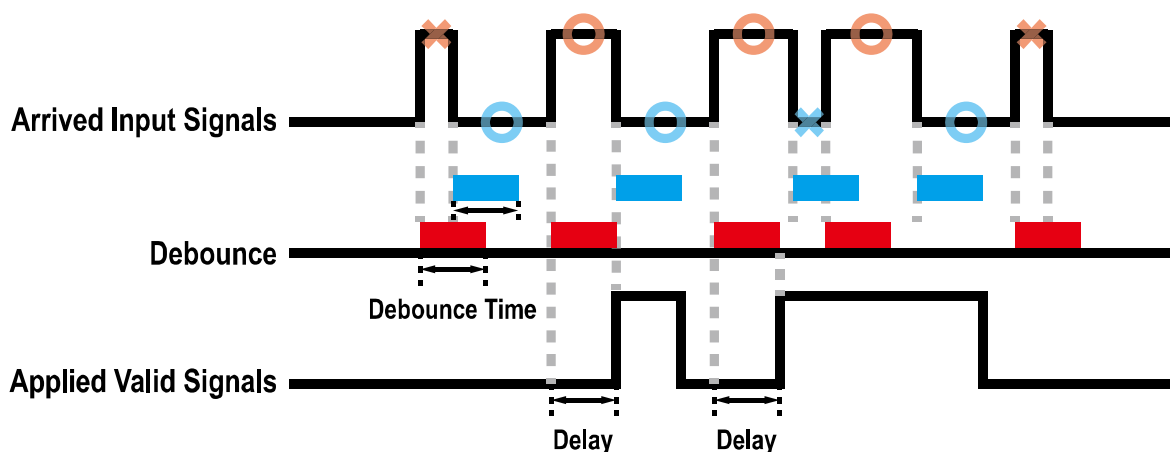 Arrived Input Signals
Debounce
Debounce Time
Applied Valid Signals
Delay
Delay